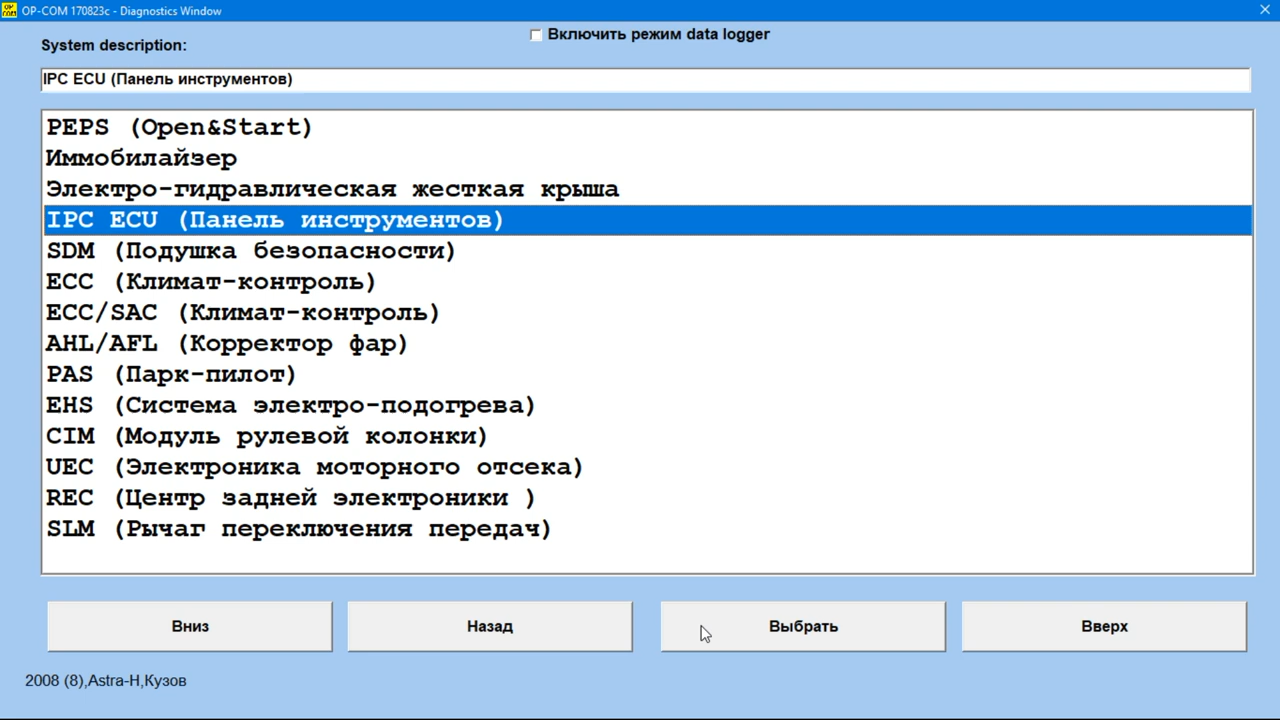 OP COM
OP-COM 170823c - Diagnostics Window
Включить режим data logger
System description:
IPC ECU (Панель инструментов)
PEPS (Open&Start)
Иммобилайзер
Электро-гидравлическая жесткая крыша
IPC ECU (Панель инструментов)
SDM (Подушка безопасности)
ECC (Климат-контроль)
ECC/SAC (Климат-контроль)
AHL/AFL (Корректор фар)
PAS (Парк-пилот)
EHS (Система электро-подогрева)
CIM (Модуль рулевой колонки)
UEC (Электроника моторного отсека)
REC (Центр задней электроники )
SLM (Рычаг переключения передач)
Вниз
Назад
Выбрать
Вверх
2008 (8),Astra-H,Кузов